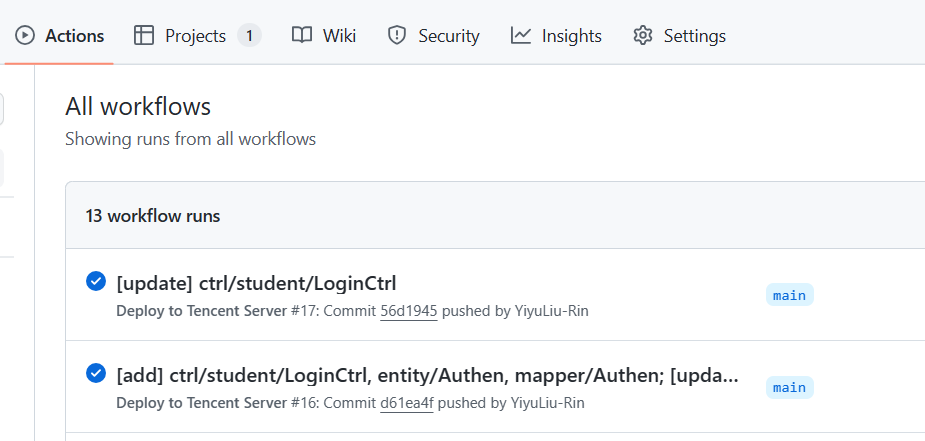 Actions Projects 1 Wiki Security Insights Settings
All workflows
Showing runs from all workflows
13 workflow runs
[update] ctrl/student/LoginCtrl
main
Deploy to Tencent Server #17: Commit 56d1945 pushed by YiyuLiu-Rin
[add] ctrl/student/LoginCtrl, entity/Authen, mapper/Authen; [upda...
main
Deploy to Tencent Server #16: Commit d61ea4f pushed by YiyuLiu-Rin